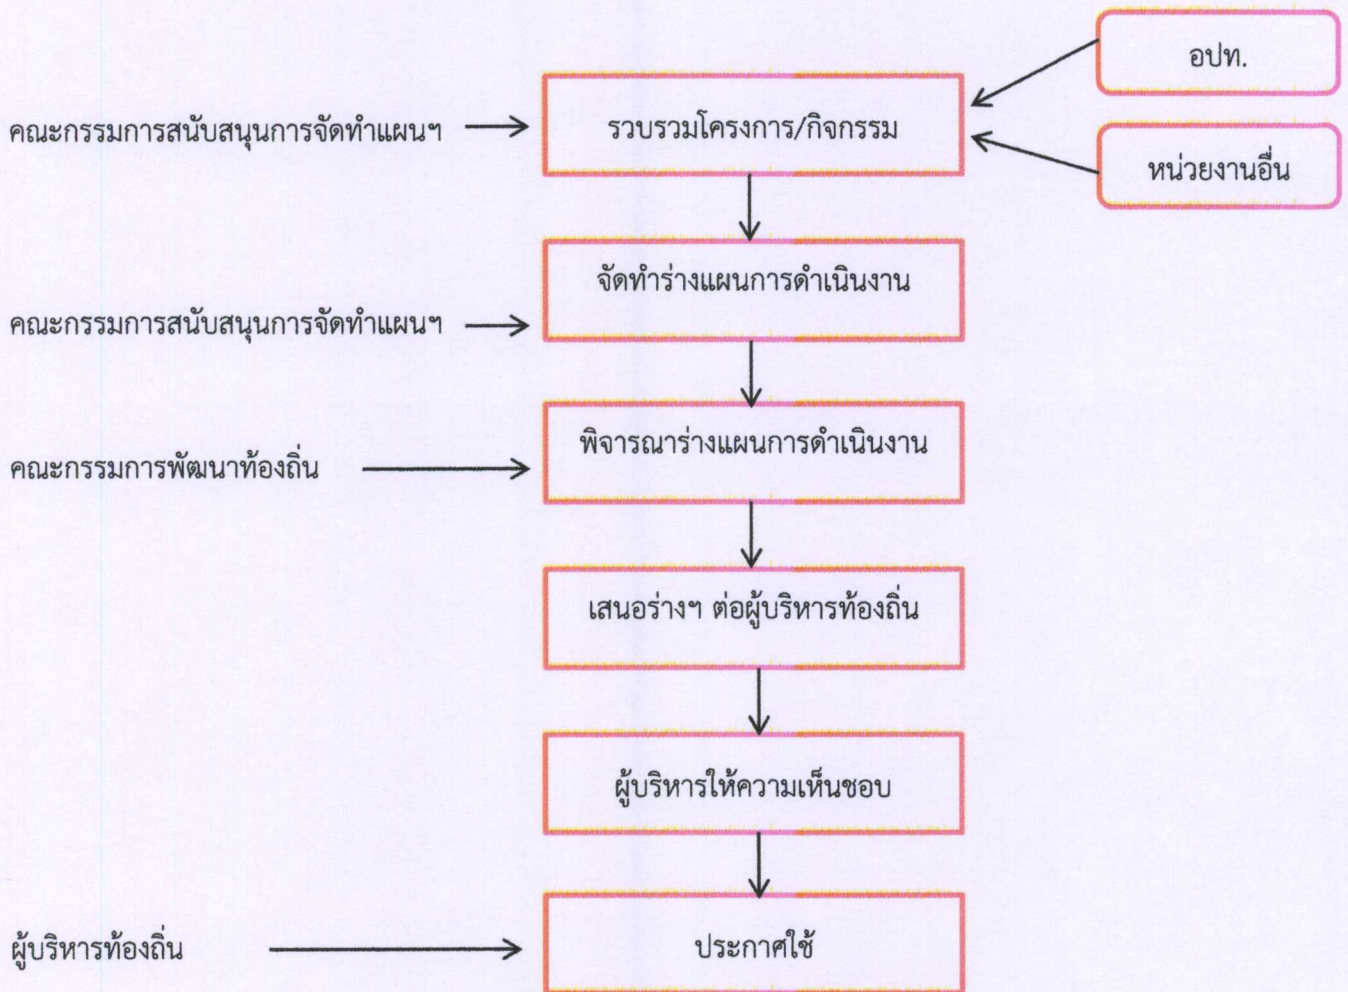 อปท.
คณะกรรมการสนับสนุนการจัดทำแผนฯ
รวบรวมโครงการ/กิจกรรม
หน่วยงานอื่น
จัดทำร่างแผนการดำเนินงาน
คณะกรรมการสนับสนุนการจัดทำแผนฯ
พิจารณาร่างแผนการดำเนินงาน
คณะกรรมการพัฒนาท้องถิ่น
เสนอร่างฯ ต่อผู้บริหารท้องถิ่น
ผู้บริหารให้ความเห็นชอบ
ผู้บริหารท้องถิ่น
ประกาศใช้